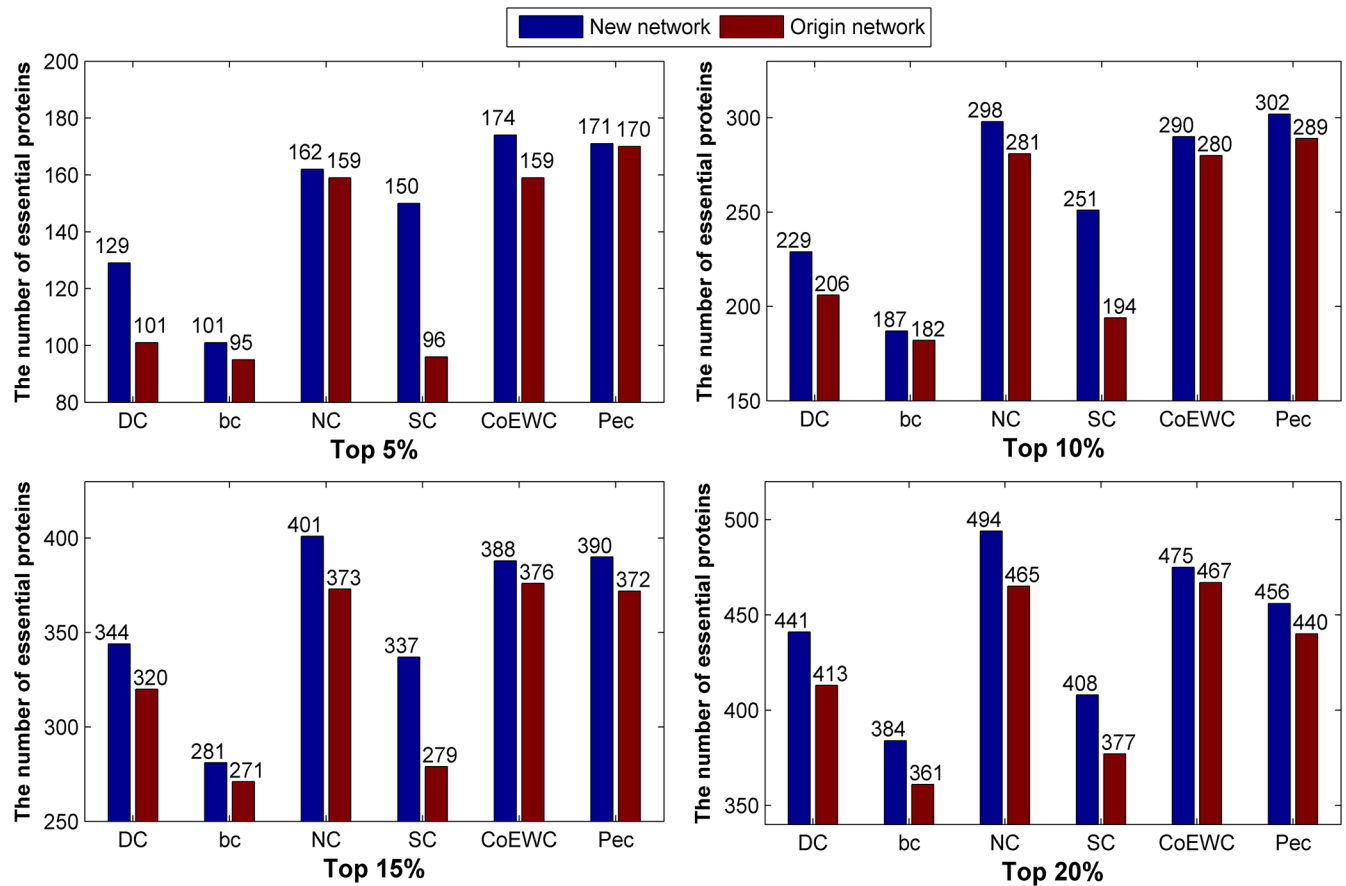 New network Origin network
The number of essential proteins
200
180
160
140
120
100
80
129 101 101 95 162 159 150 96 174 159 171 170
DC bc NC SC CoEWC Pec
Top 5%
The number of essential proteins
300
250
200
150
229 206 187 182 298 281 251 194 290 280 302 289
DC bc NC SC CoEWC Pec
Top 10%
The number of essential proteins
400
350
300
250
344 320 281 271 401 373 337 279 388 376 390 372
DC bc NC SC CoEWC Pec
Top 15%
The number of essential proteins
500
450
400
350
441 413 384 361 494 465 408 377 475 467 456 440
DC bc NC SC CoEWC Pec
Top 20%